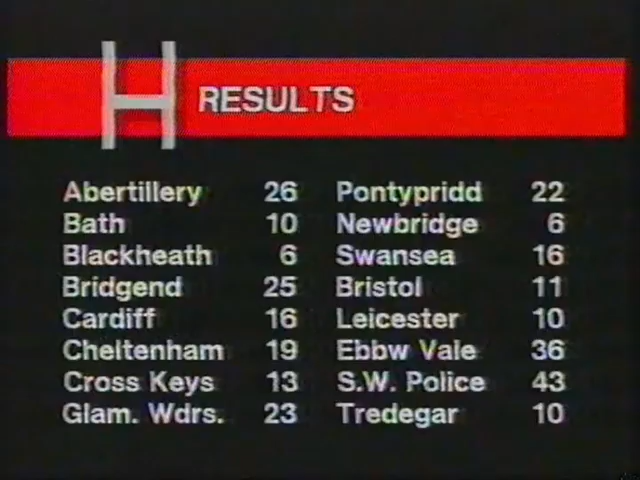 RESULTS
Abertillery 26 Pontypridd 22
Bath 10 Newbridge 6
Blackheath 6 Swansea 16
Bridgend 25 Bristol 11
Cardiff 16 Leicester 10
Cheltenham 19 Ebbw Vale 36
Cross Keys 13 S.W. Police 43
Glam. Wdrs. 23 Tredegar 10